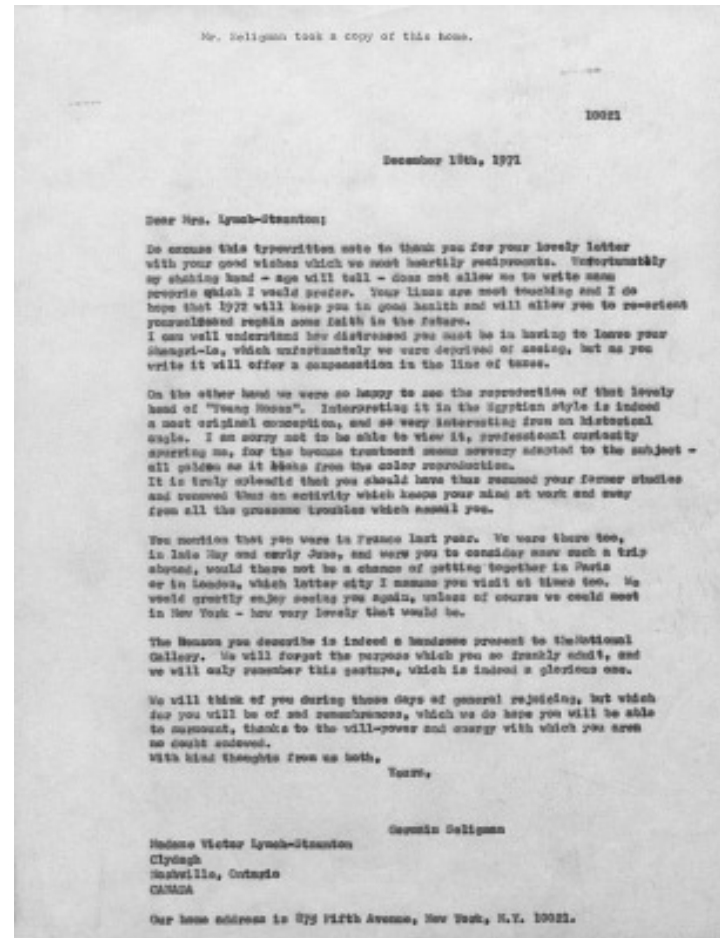 Mr. Seligman took a copy of this home.
10021
December 18th, 1971
Dear Mrs. Lynch-Staunton;
Do excuse this typewritten note to thank you for your lovely letter
with your good wishes which we most heartily reciprocate. Unfortunately
my shaking hand - age will tell - does not allow me to write manu
proprio which I would prefer. Your lines are most touching and I do
hope that 1972 will keep you in good health and will allow you to re-orient
regain some faith in the future.
I can well understand how distressed you must be in having to leave your
Shangri-La, which unfortunately we were deprived of seeing, but as you
write it will offer a compensation in the line of taxes.
On the other hand we were so happy to see the reproduction of that lovely
head of "Young Moses". Interpreting it in the Egyptian style is indeed
a most original conception, and so very interesting from an historical
angle. I am sorry not to be able to view it, professional curiosity
spurring me, for the bronze treatment seems adapted to the subject -
all golden as it looks from the color reproduction.
It is truly splendid that you should have thus resumed your former studies
and renewed thus an activity which keeps your mind at work and away
from all the gruesome troubles which assail you.
You mention that you were in France last year. We were there too,
in late May and early June, and were you to consider anew such a trip
abroad, would there not be a chance of getting together in Paris
or in London, which latter city I assume you visit at times too. We
would greatly enjoy seeing you again, unless of course we could meet
in New York - how very lovely that would be.
The you describe is indeed a handsome present to the National
Gallery. We will forget the purpose which you so frankly admit, and
we will only remember this gesture, which is indeed a glorious one.
We will think of you during those days of general rejoicing, but which
for you will be of sad remembrances, which we do hope you will be able
to surmount, thanks to the will-power and energy with which you are
no doubt endowed.
With kind thoughts from us both,
Yours,
Germain Seligman
Madame Victor Lynch-Staunton
Clydagh
Nashville, Ontario
CANADA
Our home address is 875 Fifth Avenue, New York, N.Y. 10021.